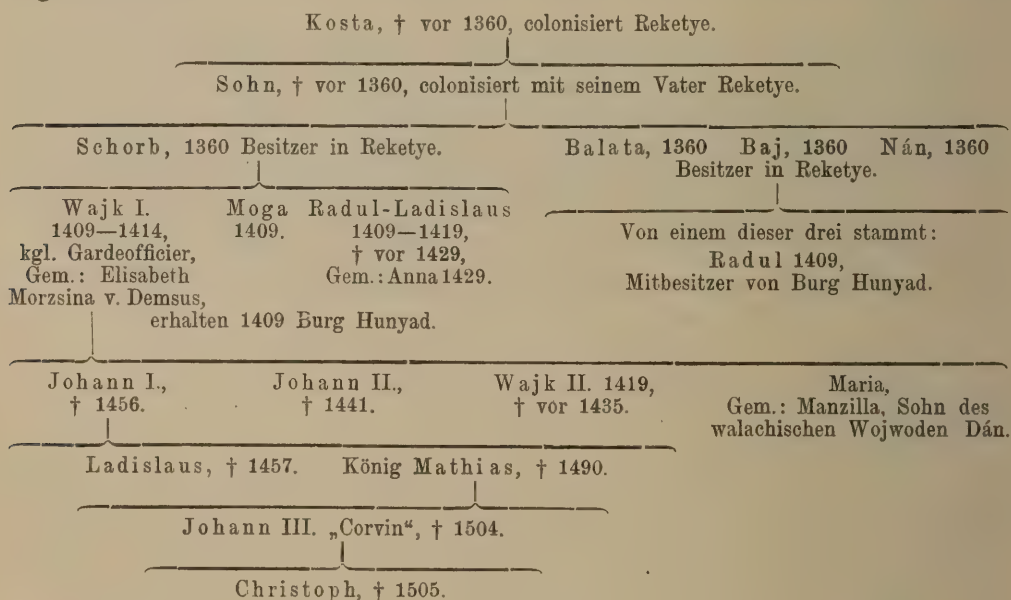 Kosta, † vor 1360, colonisiert Reketye.
Sohn, † vor 1360, colonisiert mit seinem Vater Reketye.
Schorb, 1360 Besitzer in Reketye.
Balata, 1360 Baj, 1360 Nán, 1360
Besitzer in Reketye.
Wajk I.
1409—1414,
kgl. Gardeofficier,
Gem.: Elisabeth
Morzsina v. Demsus,
Moga
1409.
Radul-Ladislaus
1409—1419,
† vor 1429,
Gem.: Anna 1429.
erhalten 1409 Burg Hunyad.
Von einem dieser drei stammt:
Radul 1409,
Mitbesitzer von Burg Hunyad.
Johann I.,
† 1456.
Johann II.,
† 1441.
Wajk II. 1419,
† vor 1435.
Maria,
Gem.: Manzilla, Sohn des
walachischen Wojwoden Dán.
Ladislaus, † 1457. König Mathias, † 1490.
Johann III. „Corvin“, † 1504.
Christoph, † 1505.